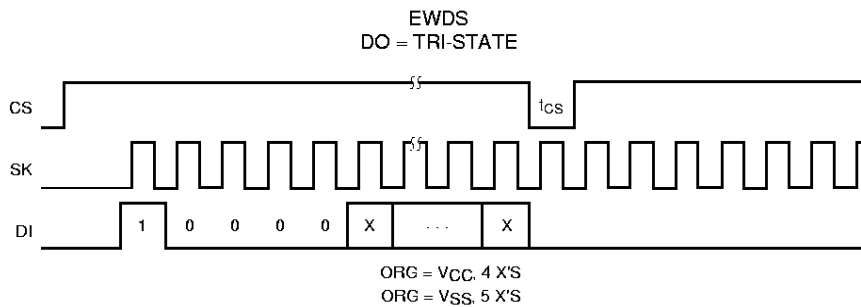 EWDS
DO = TRI-STATE
CS
tCS
SK
DI 1 0 0 0 0 X . . . X
ORG = VCC, 4 X'S
ORG = VSS, 5 X'S